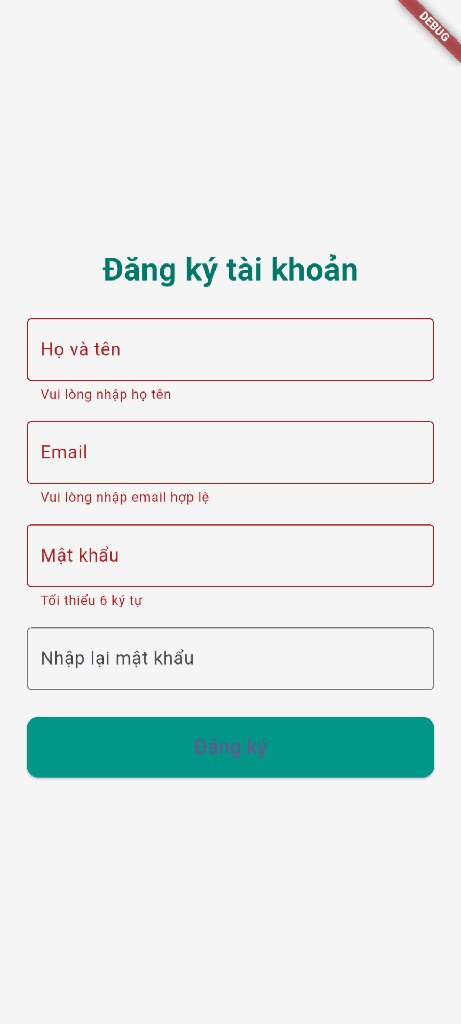 DEBUG
Đăng ký tài khoản
Họ và tên
Vui lòng nhập họ tên
Email
Vui lòng nhập email hợp lệ
Mật khẩu
Tối thiểu 6 ký tự
Nhập lại mật khẩu
Đăng ký